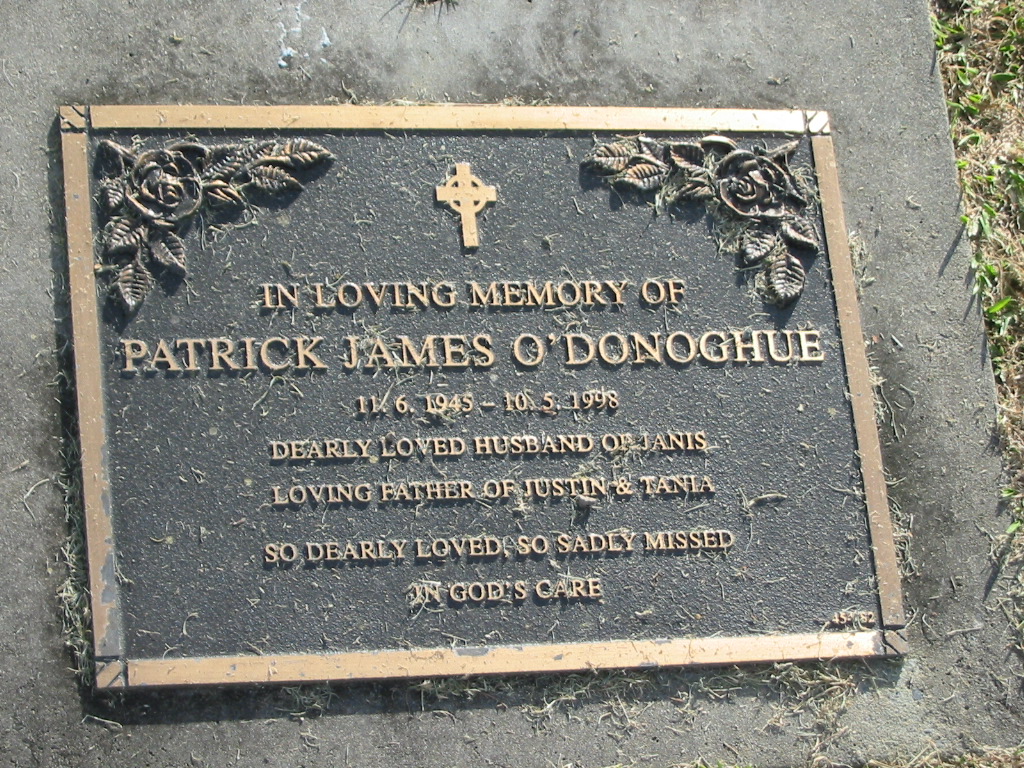 IN LOVING MEMORY OF
PATRICK JAMES O'DONOGHUE
11. 6. 1945 - 10. 5. 1998
DEARLY LOVED HUSBAND OF JANIS
LOVING FATHER OF JUSTIN & TANIA
SO DEARLY LOVED, SO SADLY MISSED
IN GOD'S CARE